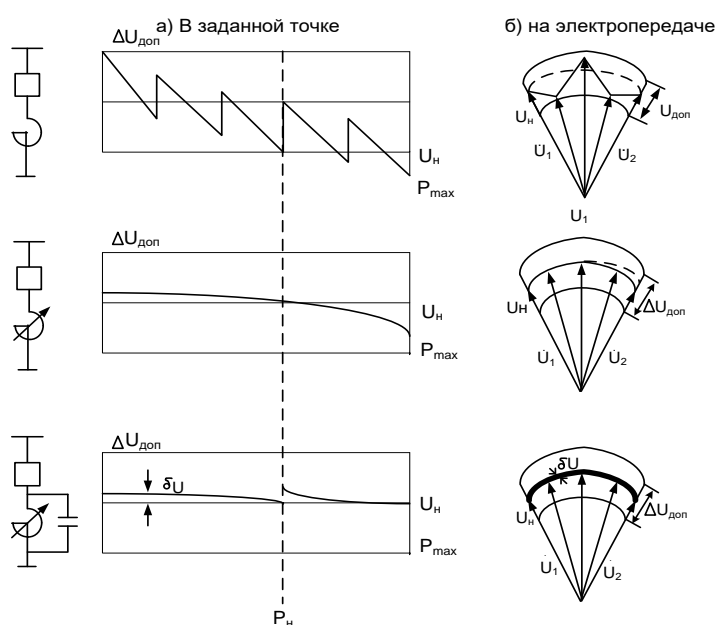 а) В заданной точке
б) на электропередаче
ΔUдоп
Uн
Pmax
Uн
Uдоп
U̇1
U̇2
U1
ΔUдоп
Uн
Pmax
Uн
ΔUдоп
U̇1
U̇2
ΔUдоп
δU
Uн
Pmax
δU
Uн
ΔUдоп
U̇1
U̇2
Pн